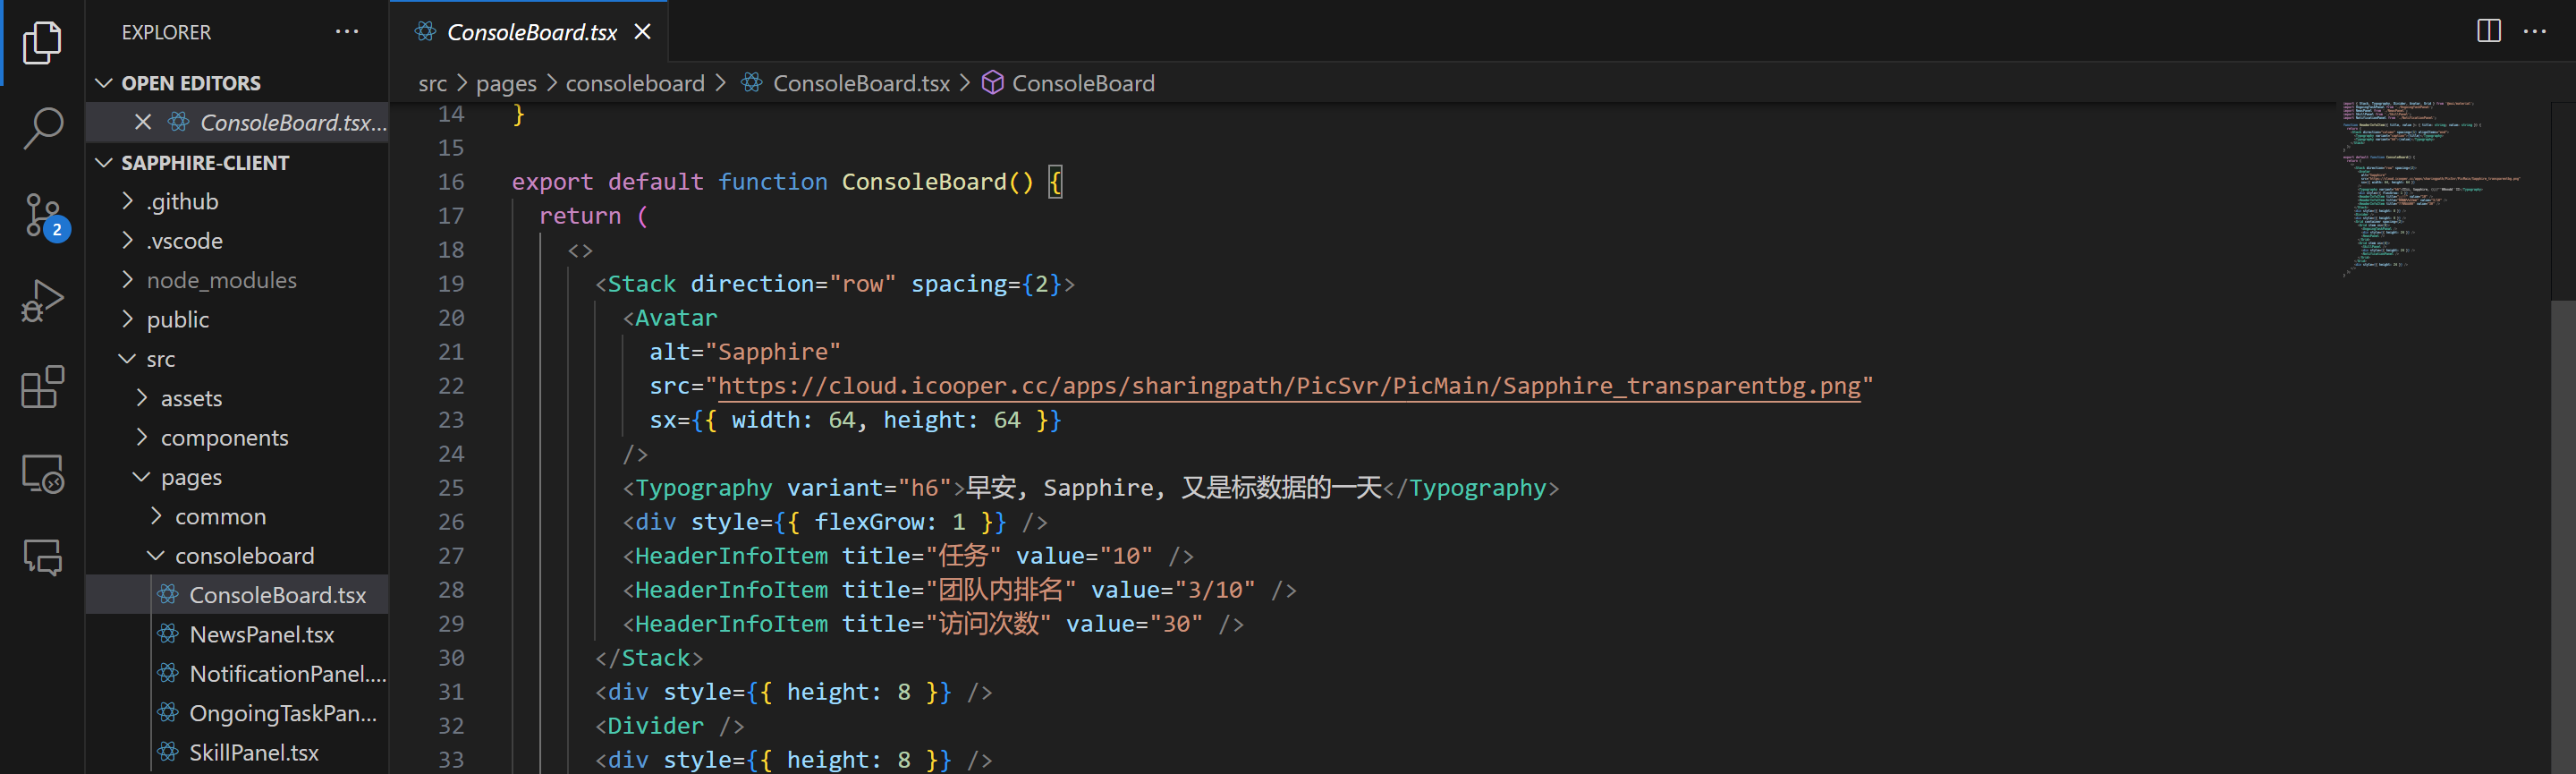 EXPLORER
OPEN EDITORS
ConsoleBoard.tsx...
SAPPHIRE-CLIENT
.github
.vscode
node_modules
public
src
assets
components
pages
common
consoleboard
ConsoleBoard.tsx
NewsPanel.tsx
NotificationPanel....
OngoingTaskPan...
SkillPanel.tsx
2
ConsoleBoard.tsx
src > pages > consoleboard > ConsoleBoard.tsx > ConsoleBoard
14 }
15
16 export default function ConsoleBoard() {
17 return (
18 <>
19 <Stack direction="row" spacing={2}>
20 <Avatar
21 alt="Sapphire"
22 src="https://cloud.icooper.cc/apps/sharingpath/PicSvr/PicMain/Sapphire_transparentbg.png"
23 sx={{ width: 64, height: 64 }}
24 />
25 <Typography variant="h6">早安, Sapphire, 又是标数据的一天</Typography>
26 <div style={{ flexGrow: 1 }} />
27 <HeaderInfoItem title="任务" value="10" />
28 <HeaderInfoItem title="团队内排名" value="3/10" />
29 <HeaderInfoItem title="访问次数" value="30" />
30 </Stack>
31 <div style={{ height: 8 }} />
32 <Divider />
33 <div style={{ height: 8 }} />